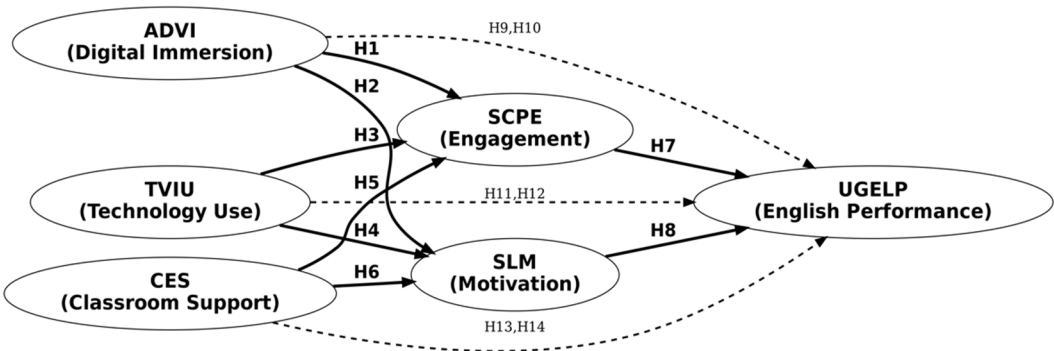 ADVI
(Digital Immersion)
H9,H10
H1
H2
SCPE
(Engagement)
H3
H7
TVIU
(Technology Use)
H5
H11,H12
UGELP
(English Performance)
H4
H8
CES
(Classroom Support)
H6
SLM
(Motivation)
H13,H14